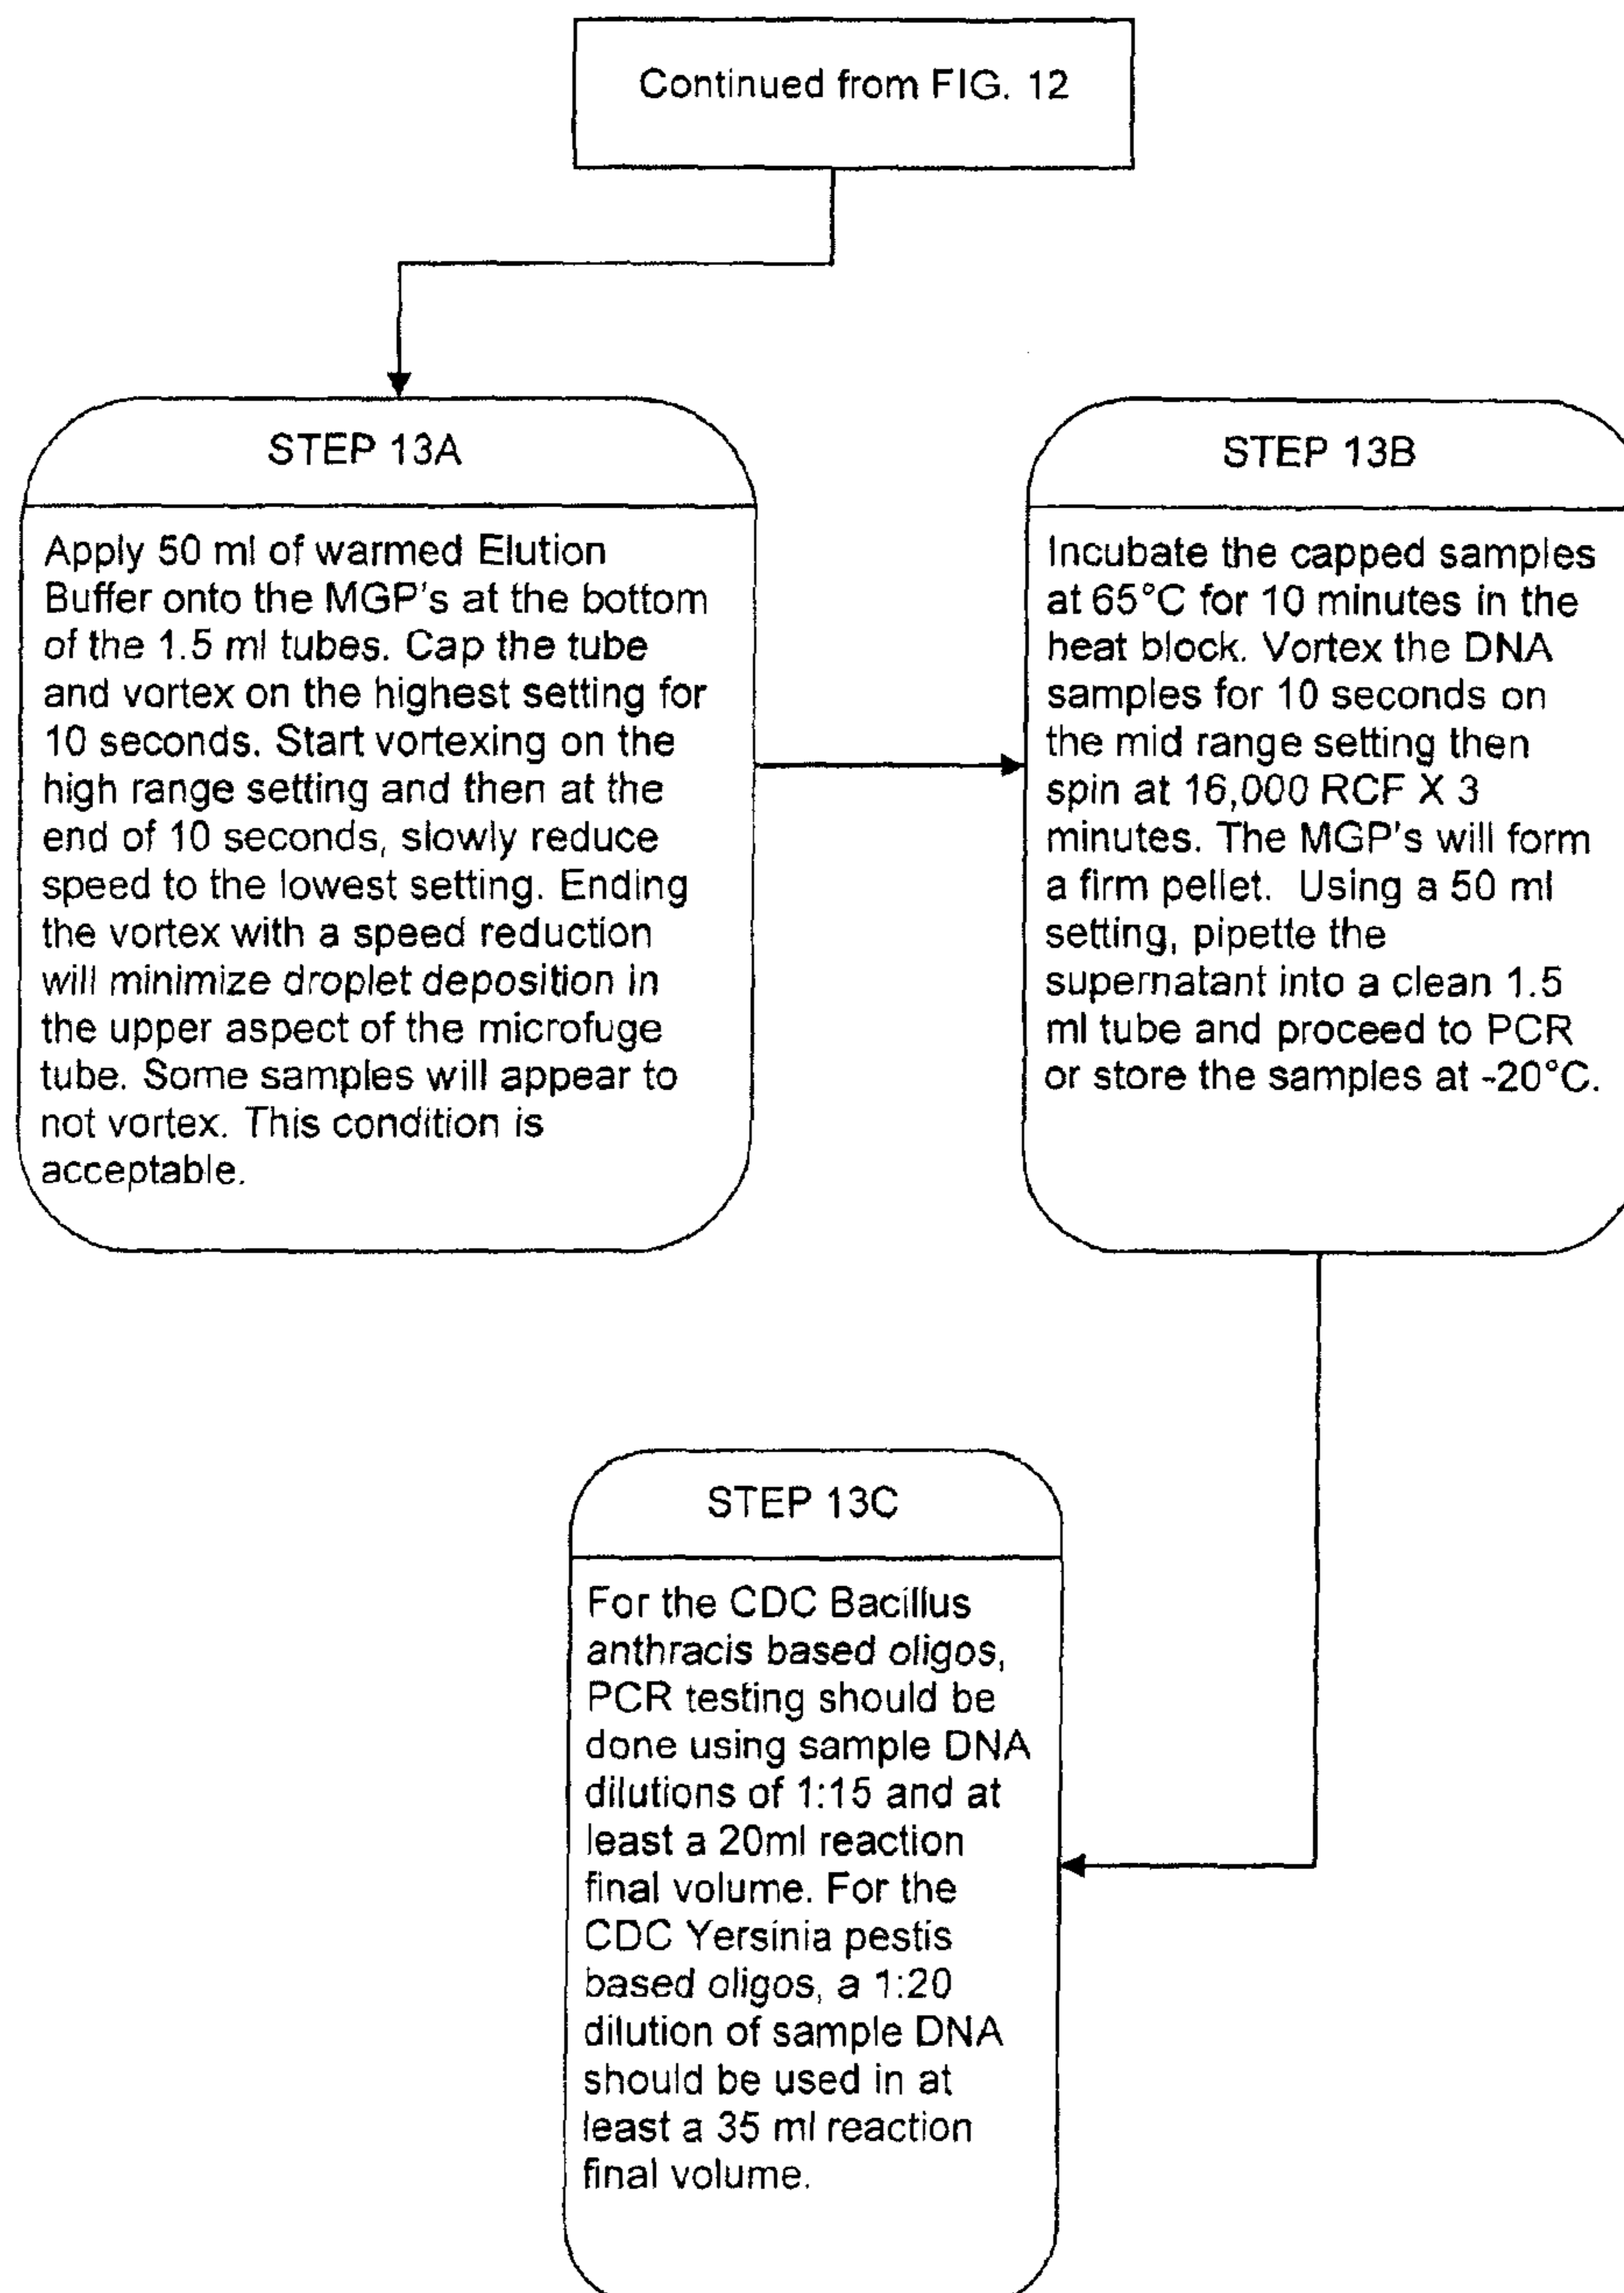 Continued from FIG. 12
STEP 13A
Apply 50 ml of warmed Elution
Buffer onto the MGP's at the bottom
of the 1.5 ml tubes. Cap the tube
and vortex on the highest setting for
10 seconds. Start vortexing on the
high range setting and then at the
end of 10 seconds, slowly reduce
speed to the lowest setting. Ending
the vortex with a speed reduction
will minimize droplet deposition in
the upper aspect of the microfuge
tube. Some samples will appear to
not vortex. This condition is
acceptable.
STEP 13B
Incubate the capped samples
at 65°C for 10 minutes in the
heat block. Vortex the DNA
samples for 10 seconds on
the mid range setting then
spin at 16,000 RCF X 3
minutes. The MGP's will form
a firm pellet. Using a 50 ml
setting, pipette the
supernatant into a clean 1.5
ml tube and proceed to PCR
or store the samples at -20°C.
STEP 13C
For the CDC Bacillus
anthracis based oligos,
PCR testing should be
done using sample DNA
dilutions of 1:15 and at
least a 20ml reaction
final volume. For the
CDC Yersinia pestis
based oligos, a 1:20
dilution of sample DNA
should be used in at
least a 35 ml reaction
final volume.